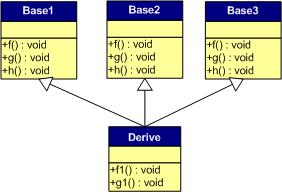 Base1
+f() : void
+g() : void
+h() : void
Base2
+f() : void
+g() : void
+h() : void
Base3
+f() : void
+g() : void
+h() : void
Derive
+f1() : void
+g1() : void